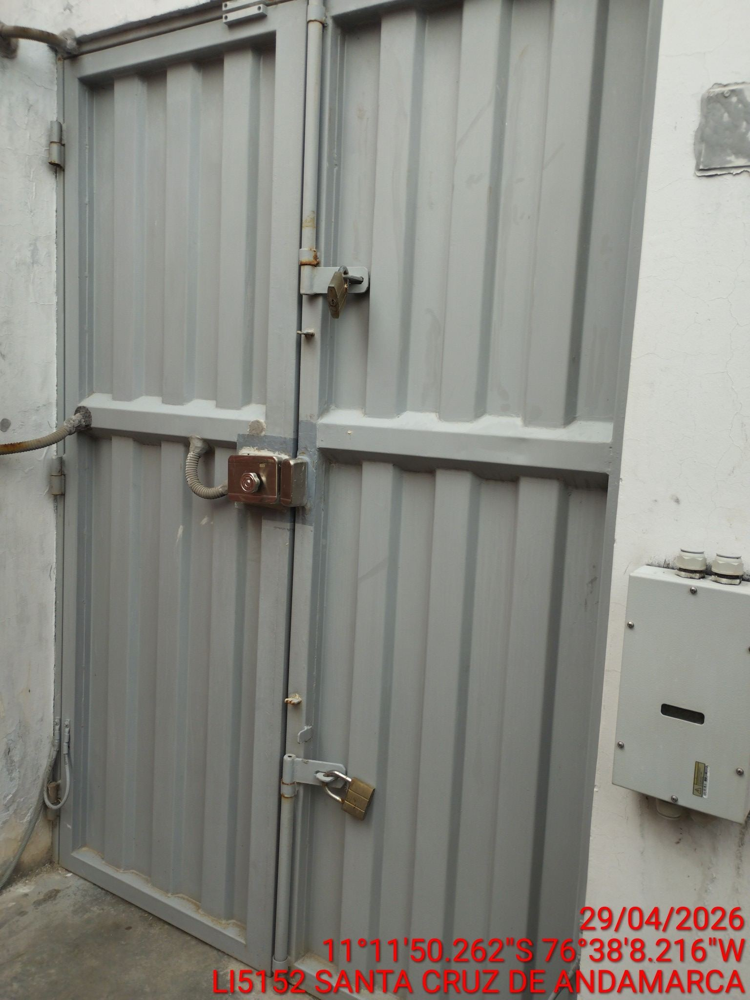 29/04/2026
11°11'50.262"S 76°38'8.216"W
LI5152 SANTA CRUZ DE ANDAMARCA